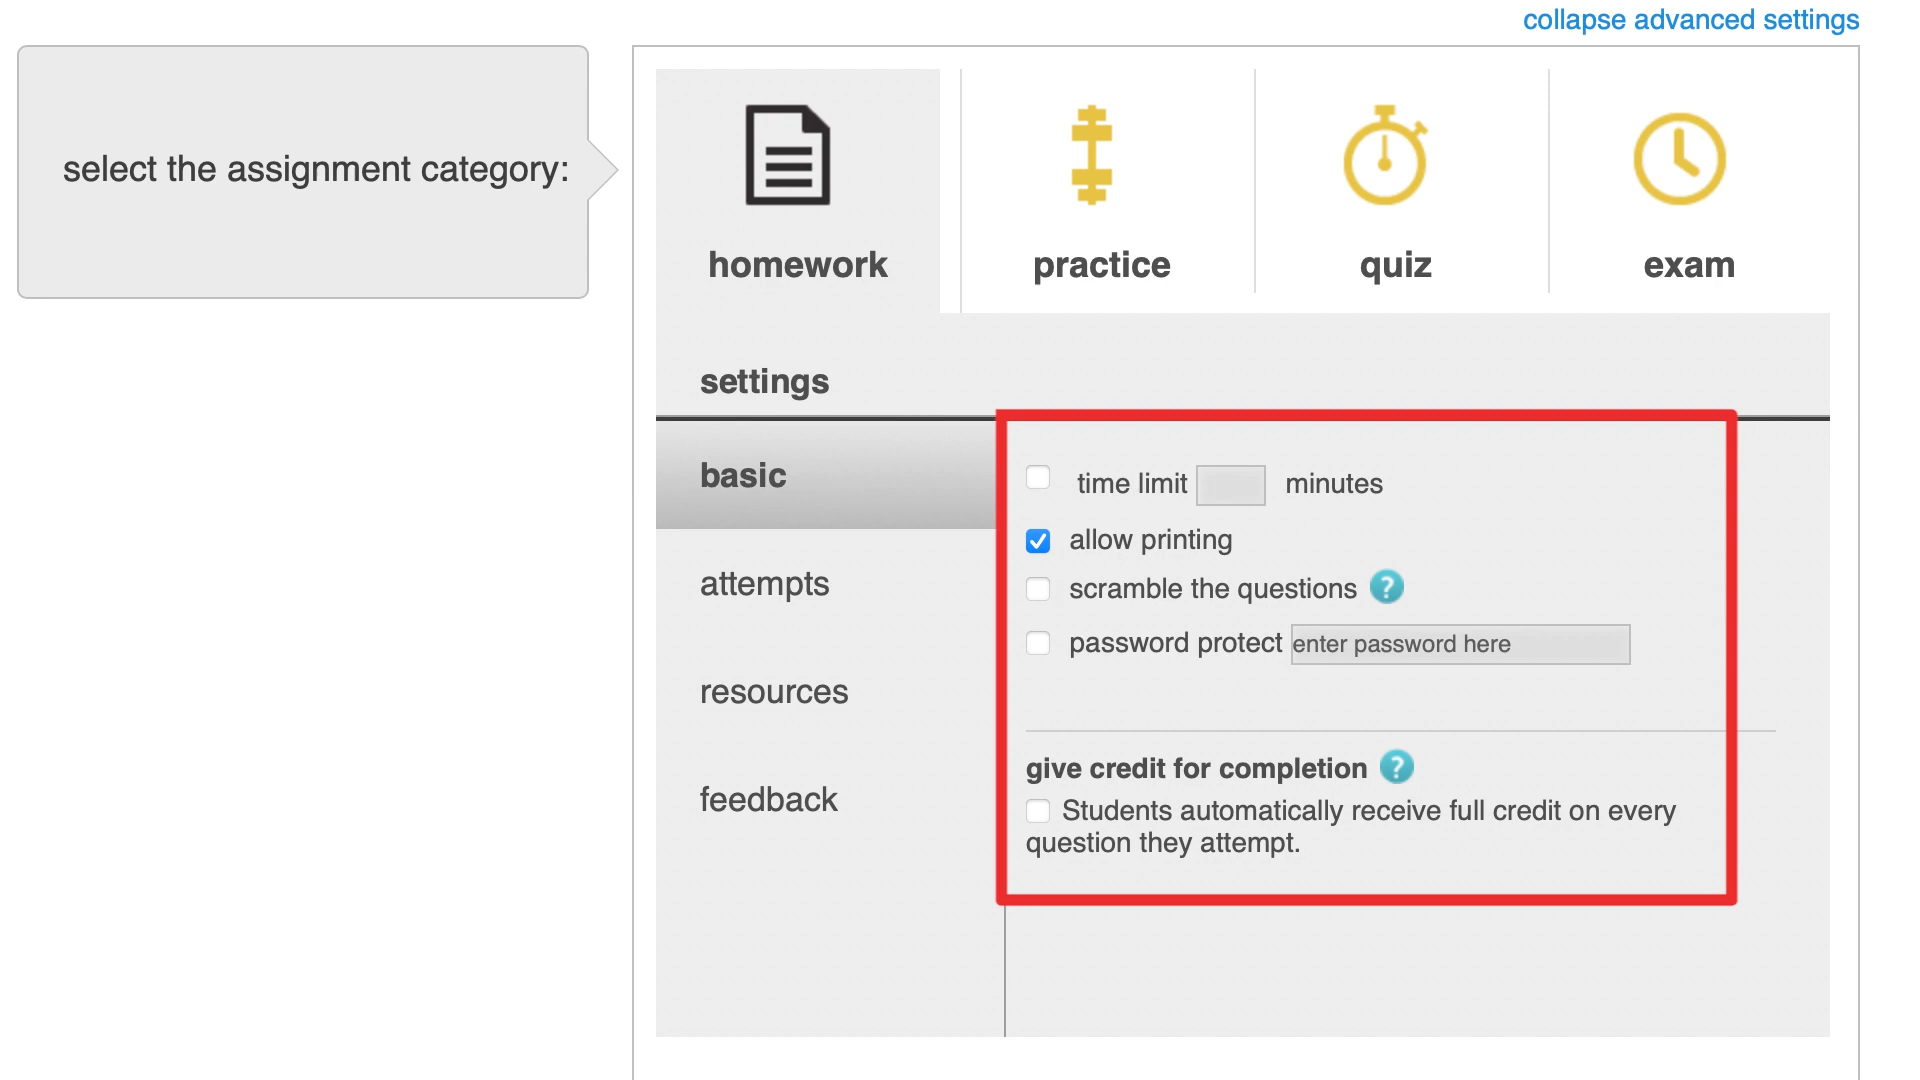 collapse advanced settings
select the assignment category:
homework
practice
quiz
exam
settings
basic
time limit minutes
allow printing
attempts
scramble the questions ?
password protect enter password here
resources
give credit for completion ?
feedback
Students automatically receive full credit on every
question they attempt.